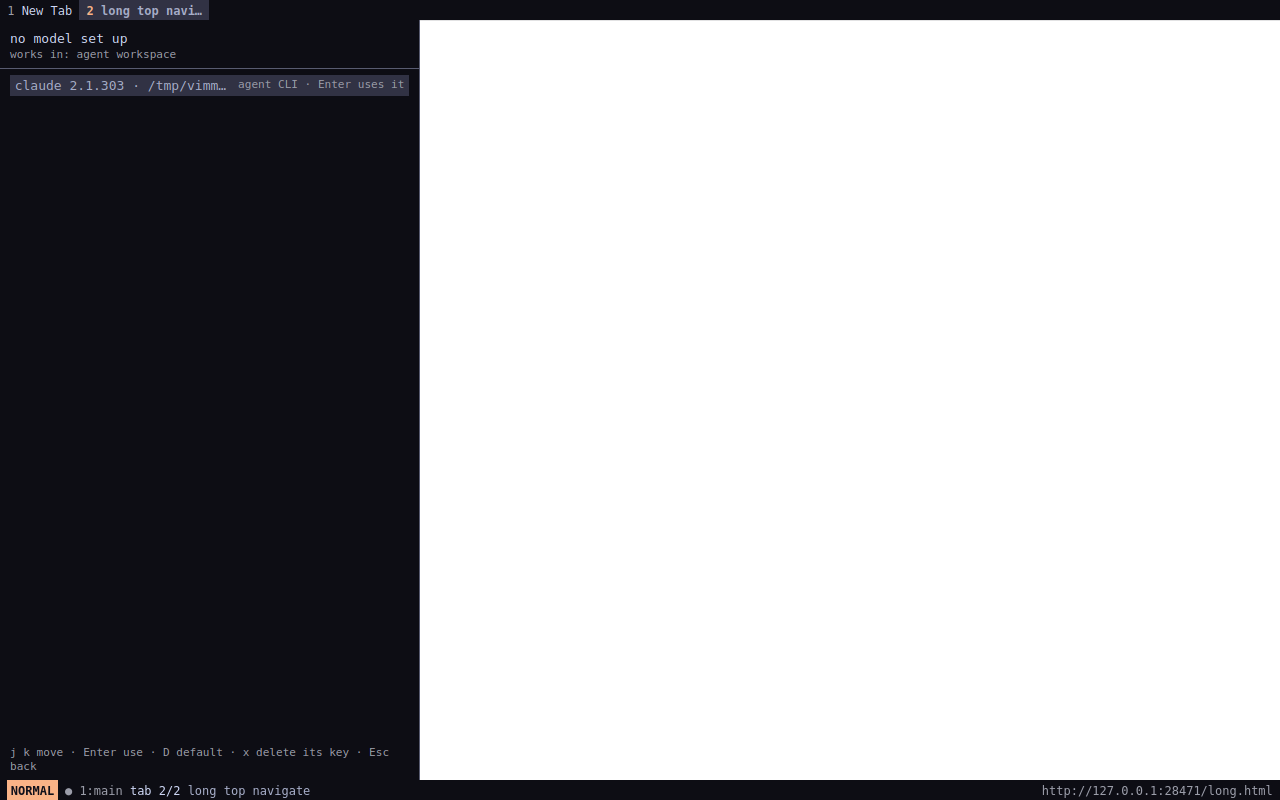 1 New Tab 2 long top navi…
no model set up
works in: agent workspace
claude 2.1.303 · /tmp/vimm… agent CLI · Enter uses it
j k move · Enter use · D default · x delete its key · Esc
back
NORMAL ● 1:main tab 2/2 long top navigate http://127.0.0.1:28471/long.html